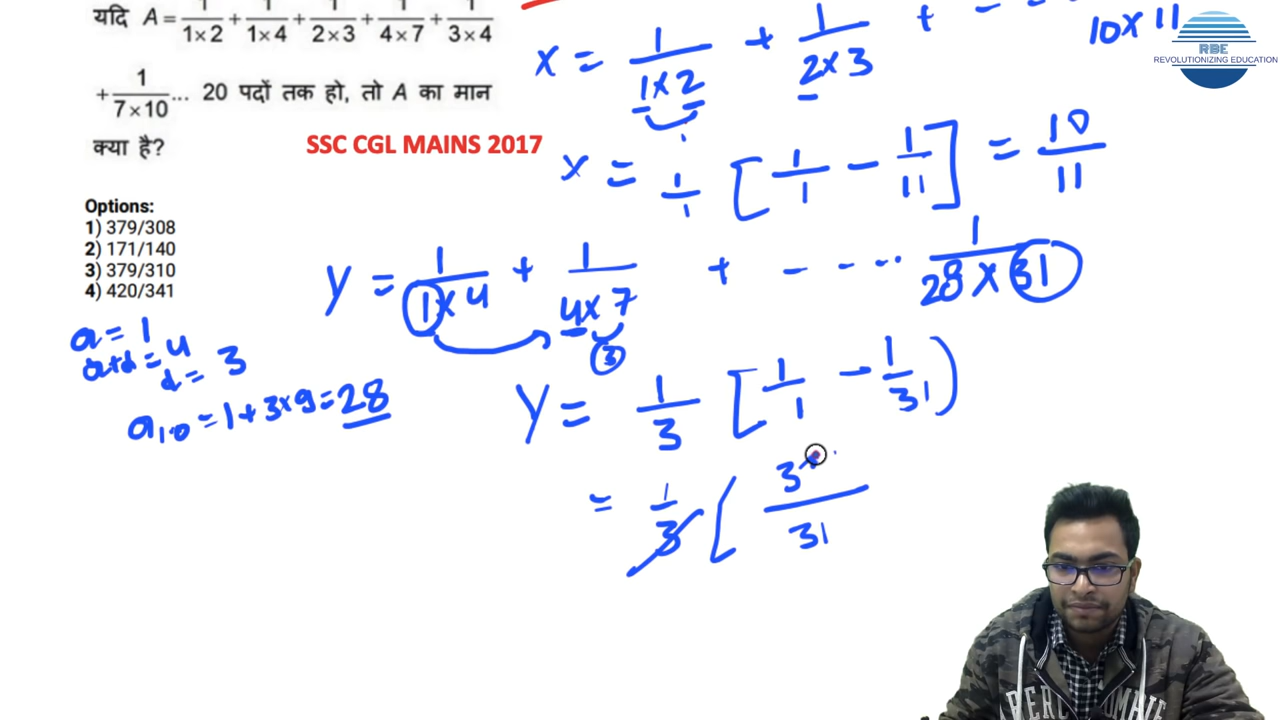 यदि A = 1/1×2 + 1/1×4 + 1/2×3 + 1/4×7 + 1/3×4
+ 1/7×10 ... 20 पदों तक हो, तो A का मान
क्या है?
SSC CGL MAINS 2017
Options:
1) 379/308
2) 171/140
3) 379/310
4) 420/341
RBE
REVOLUTIONIZING EDUCATION
x = 1/1×2 + 1/2×3 + - -
10×11
x = 1/1 [1/1 − 1/11] = 10/11
y = 1/1×4 + 1/4×7 + - - -.. 1/28×31
3
a = 1
a+d = 4
d = 3
a10 = 1+3×9 = 28
y = 1/3 [1/1 − 1/31)
= 1/3 [ 3 /31